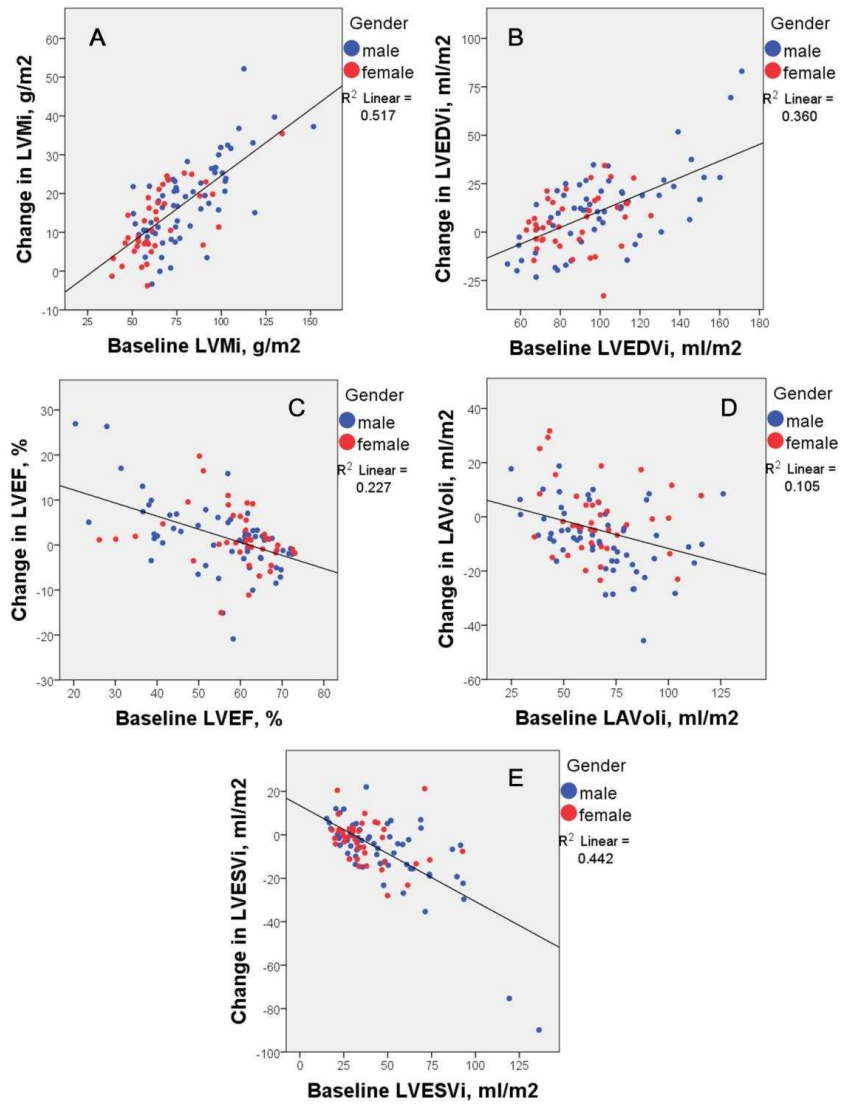 A
Gender
male
female
R² Linear =
0.517
60
50
40
30
20
10
0
-10
Change in LVMi, g/m2
25 50 75 100 125 150
Baseline LVMi, g/m2
B
Gender
male
female
R² Linear =
0.360
100
75
50
25
0
-25
Change in LVEDVi, ml/m2
60 80 100 120 140 160 180
Baseline LVEDVi, ml/m2
C
Gender
male
female
R² Linear =
0.227
30
20
10
0
-10
-20
-30
Change in LVEF, %
20 30 40 50 60 70 80
Baseline LVEF, %
D
Gender
male
female
R² Linear =
0.105
40
20
0
-20
-40
-60
Change in LAVoli, ml/m2
25 50 75 100 125
Baseline LAVoli, ml/m2
E
Gender
male
female
R² Linear =
0.442
20
0
-20
-40
-60
-80
-100
Change in LVESVi, ml/m2
0 25 50 75 100 125
Baseline LVESVi, ml/m2